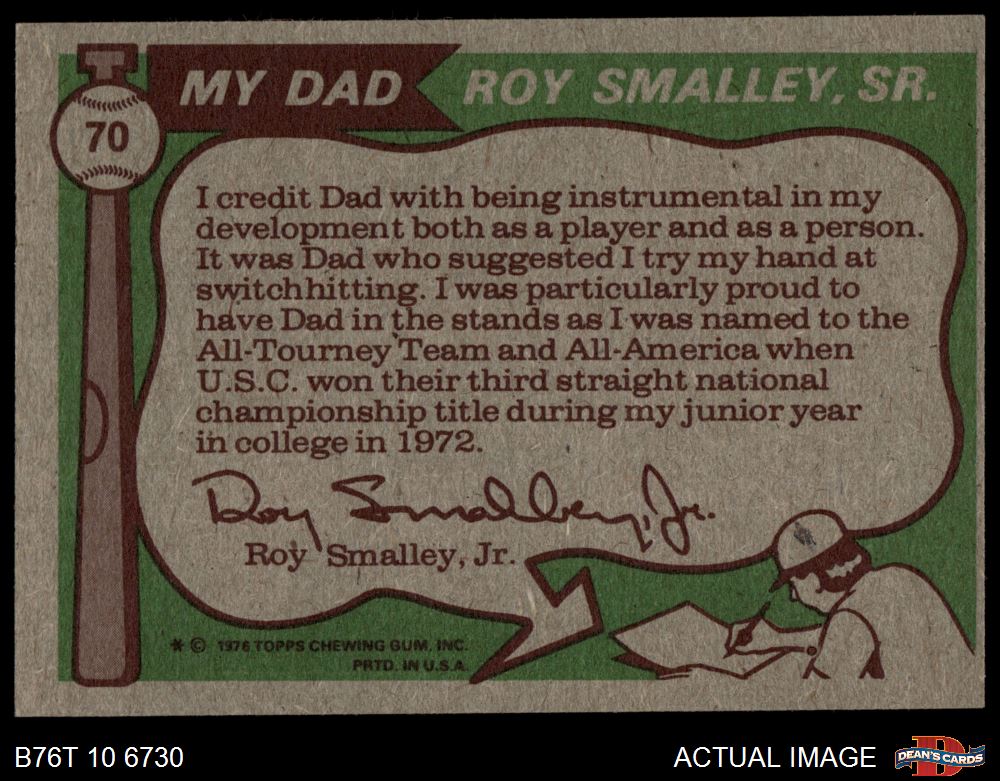 MY DAD ROY SMALLEY, SR.
70
I credit Dad with being instrumental in my
development both as a player and as a person.
It was Dad who suggested I try my hand at
switchhitting. I was particularly proud to
have Dad in the stands as I was named to the
All-Tourney Team and All-America when
U.S.C. won their third straight national
championship title during my junior year
in college in 1972.
Roy Smalley, Jr.
Roy Smalley, Jr.
* © 1976 TOPPS CHEWING GUM, INC.
PRTD. IN U.S.A.
B76T 10 6730
ACTUAL IMAGE
D
DEAN'S CARDS